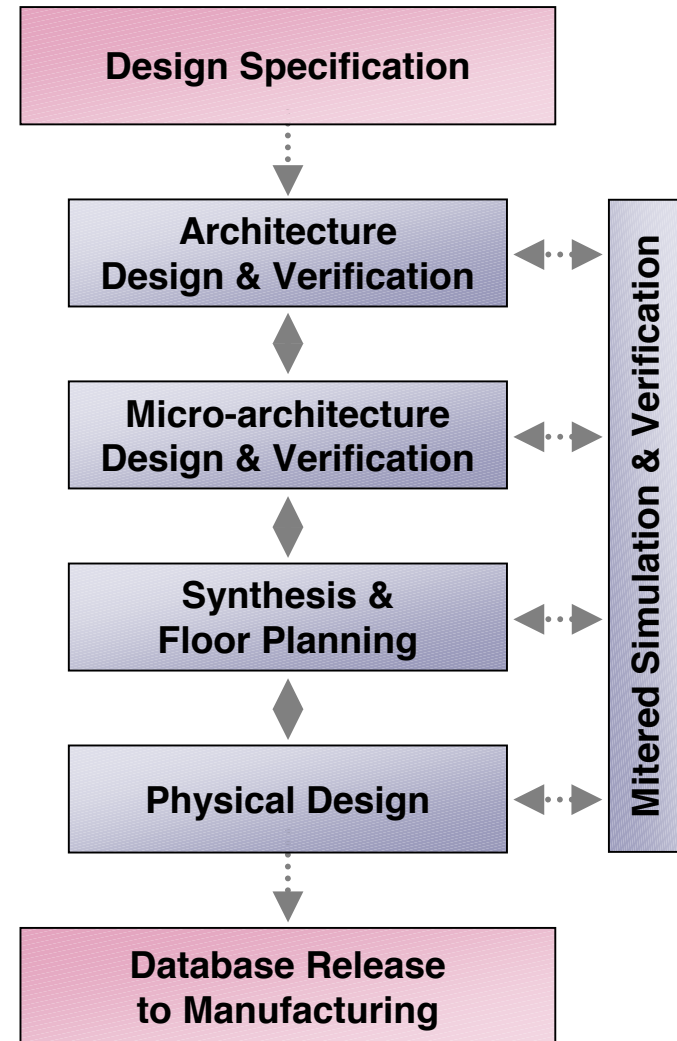 Design Specification
Architecture
Design & Verification
Micro-architecture
Design & Verification
Synthesis &
Floor Planning
Physical Design
Mitered Simulation & Verification
Database Release
to Manufacturing